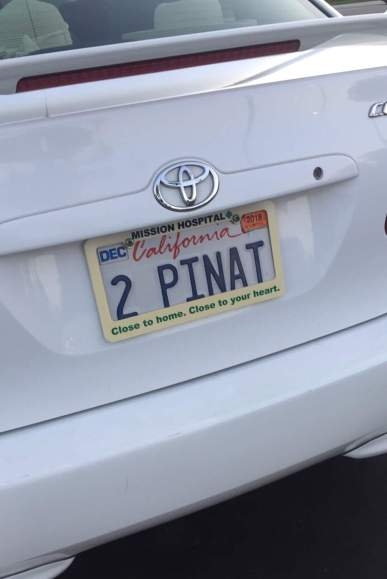 MISSION HOSPITAL
DEC California 2018
2 PINAT
Close to home. Close to your heart.